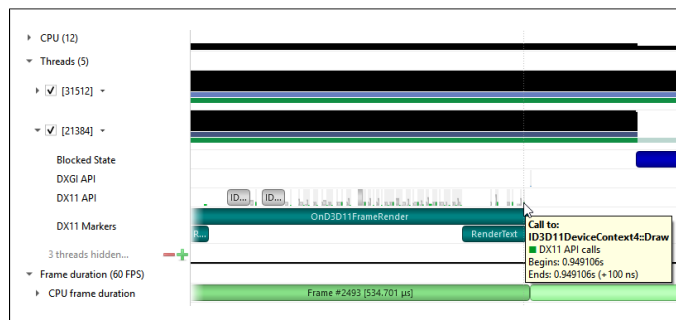 CPU (12)
Threads (5)
[31512]
[21384]
Blocked State
DXGI API
DX11 API
ID...
ID...
OnD3D11FrameRender
DX11 Markers
R...
RenderText
3 threads hidden...
Call to:
ID3D11DeviceContext4::Draw
DX11 API calls
Begins: 0.949106s
Ends: 0.949106s (+100 ns)
Frame duration (60 FPS)
CPU frame duration
Frame #2493 [534.701 µs]